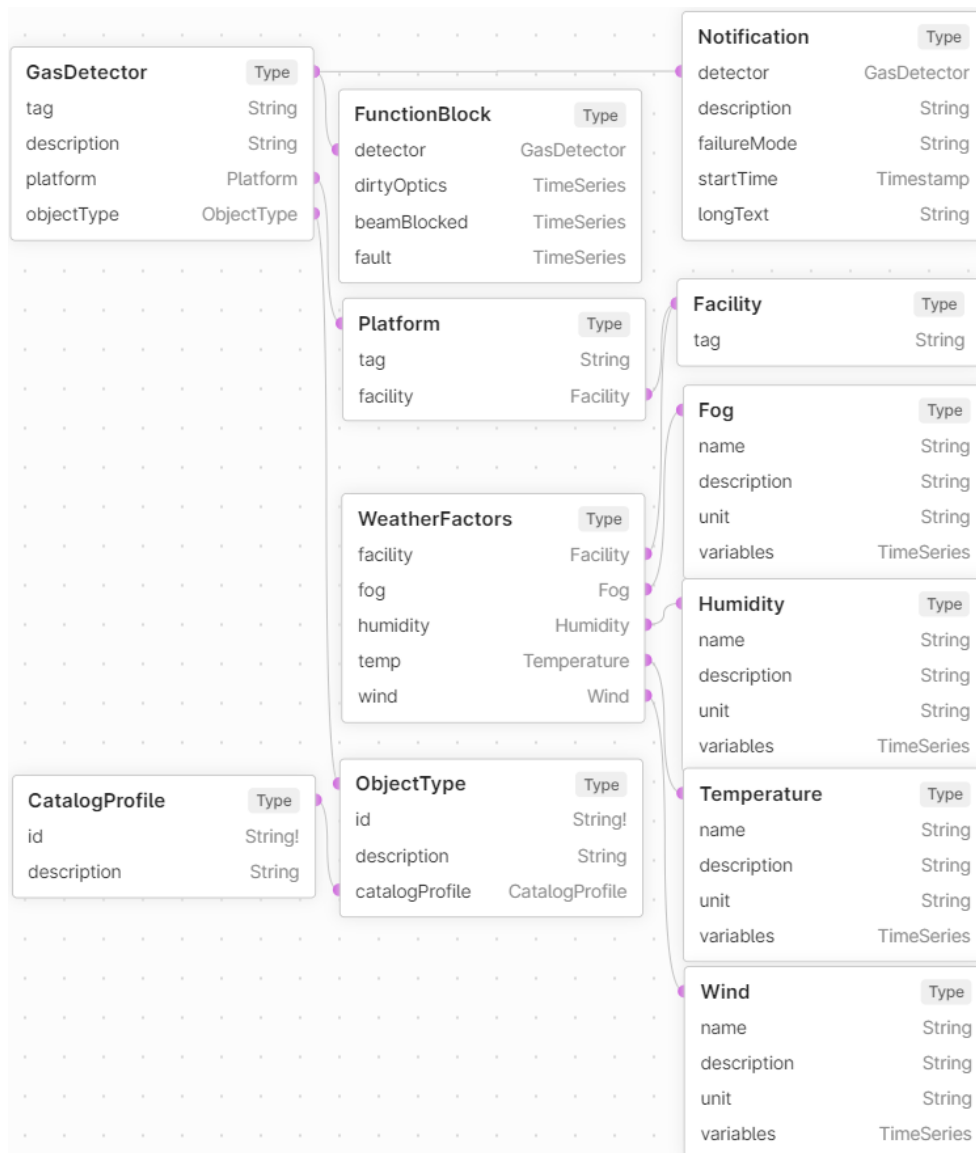 GasDetector Type
tag String
description String
platform Platform
objectType ObjectType
FunctionBlock Type
detector GasDetector
dirtyOptics TimeSeries
beamBlocked TimeSeries
fault TimeSeries
Notification Type
detector GasDetector
description String
failureMode String
startTime Timestamp
longText String
Platform Type
tag String
facility Facility
Facility Type
tag String
WeatherFactors Type
facility Facility
fog Fog
humidity Humidity
temp Temperature
wind Wind
Fog Type
name String
description String
unit String
variables TimeSeries
Humidity Type
name String
description String
unit String
variables TimeSeries
CatalogProfile Type
id String!
description String
ObjectType Type
id String!
description String
catalogProfile CatalogProfile
Temperature Type
name String
description String
unit String
variables TimeSeries
Wind Type
name String
description String
unit String
variables TimeSeries